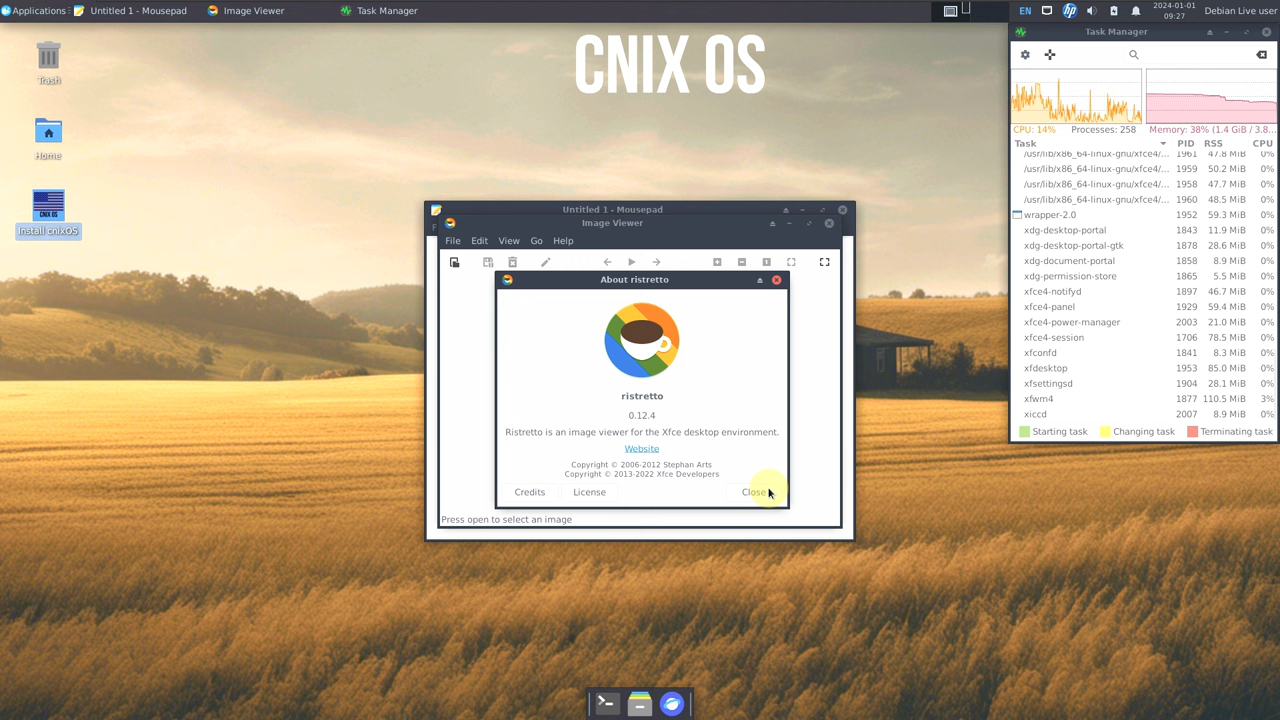 Applications
Untitled 1 - Mousepad
Image Viewer
Task Manager
EN
hp
2024-01-01
09:27
Debian Live user
CNIX OS
Trash
Home
CNIX OS
Install cnixOS
Task Manager
CPU: 14%
Processes: 258
Memory: 38% (1.4 GiB / 3.8...
Task
PID
RSS
CPU
/usr/lib/x86_64-linux-gnu/xfce4/... 1961 47.8 MiB 0%
/usr/lib/x86_64-linux-gnu/xfce4/... 1959 50.2 MiB 0%
/usr/lib/x86_64-linux-gnu/xfce4/... 1958 47.7 MiB 0%
/usr/lib/x86_64-linux-gnu/xfce4/... 1960 48.5 MiB 0%
wrapper-2.0 1952 59.3 MiB 0%
xdg-desktop-portal 1843 11.9 MiB 0%
xdg-desktop-portal-gtk 1878 28.6 MiB 0%
xdg-document-portal 1858 8.9 MiB 0%
xdg-permission-store 1865 5.5 MiB 0%
xfce4-notifyd 1897 46.7 MiB 0%
xfce4-panel 1929 59.4 MiB 0%
xfce4-power-manager 2003 21.0 MiB 0%
xfce4-session 1706 78.5 MiB 0%
xfconfd 1841 8.3 MiB 0%
xfdesktop 1953 85.0 MiB 0%
xfsettingsd 1904 28.1 MiB 0%
xfwm4 1877 110.5 MiB 3%
xiccd 2007 8.9 MiB 0%
Starting task
Changing task
Terminating task
Untitled 1 - Mousepad
F
Image Viewer
File Edit View Go Help
About ristretto
ristretto
0.12.4
Ristretto is an image viewer for the Xfce desktop environment.
Website
Copyright © 2006-2012 Stephan Arts
Copyright © 2013-2022 Xfce Developers
Credits
License
Close
Press open to select an image